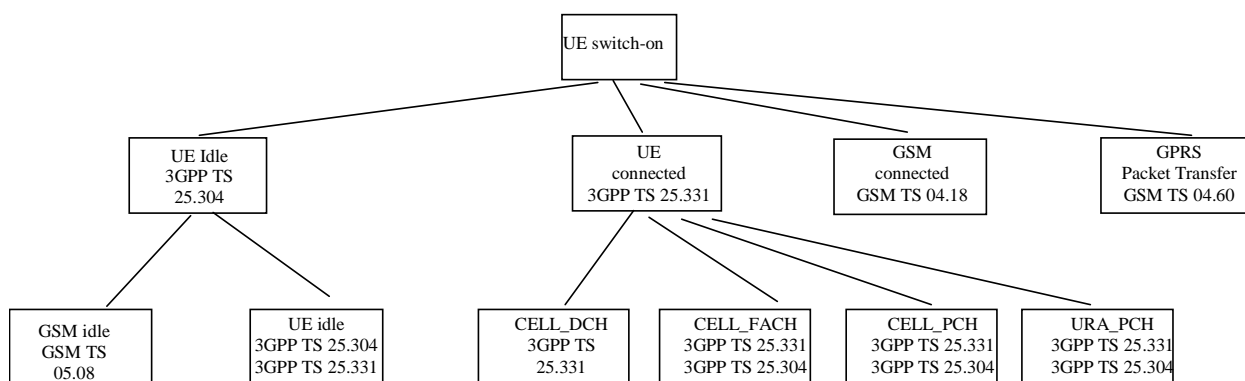 UE switch-on
UE Idle
3GPP TS
25.304
UE
connected
3GPP TS 25.331
GSM
connected
GSM TS 04.18
GPRS
Packet Transfer
GSM TS 04.60
GSM idle
GSM TS
05.08
UE idle
3GPP TS 25.304
3GPP TS 25.331
CELL_DCH
3GPP TS
25.331
CELL_FACH
3GPP TS 25.331
3GPP TS 25.304
CELL_PCH
3GPP TS 25.331
3GPP TS 25.304
URA_PCH
3GPP TS 25.331
3GPP TS 25.304